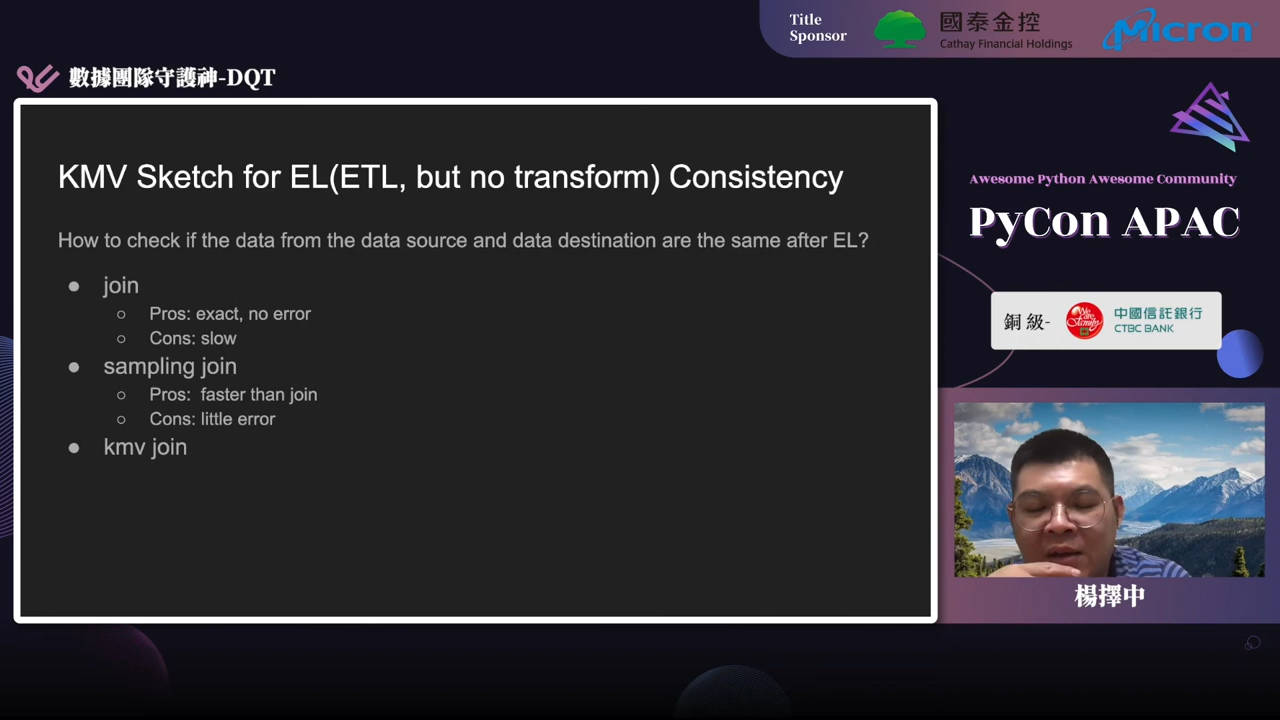 Title
Sponsor
國泰金控
Cathay Financial Holdings
Micron
數據團隊守護神-DQT
KMV Sketch for EL(ETL, but no transform) Consistency
How to check if the data from the data source and data destination are the same after EL?
● join
○ Pros: exact, no error
○ Cons: slow
● sampling join
○ Pros: faster than join
○ Cons: little error
● kmv join
Awesome Python Awesome Community
PyCon APAC
銅級-
We are family
中國信託銀行
CTBC BANK
楊擇中